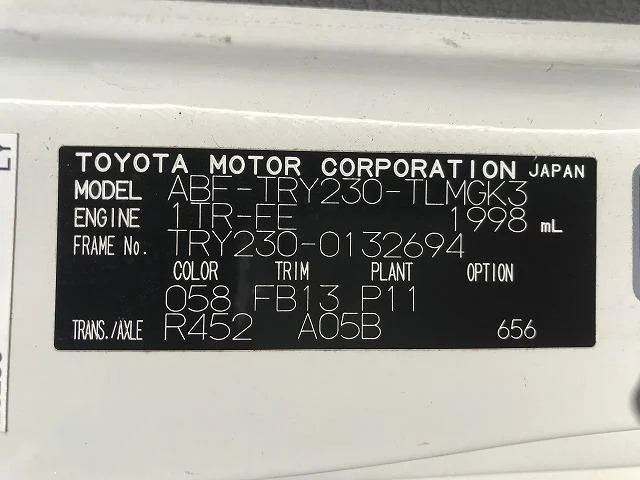 TOYOTA MOTOR CORPORATION JAPAN
MODEL ABF-TRY230-TLMGK3
ENGINE 1TR-FE 1998 mL
FRAME No. TRY230-0132694
COLOR TRIM PLANT OPTION
058 FB13 P11
TRANS./AXLE R452 A05B 656
LY